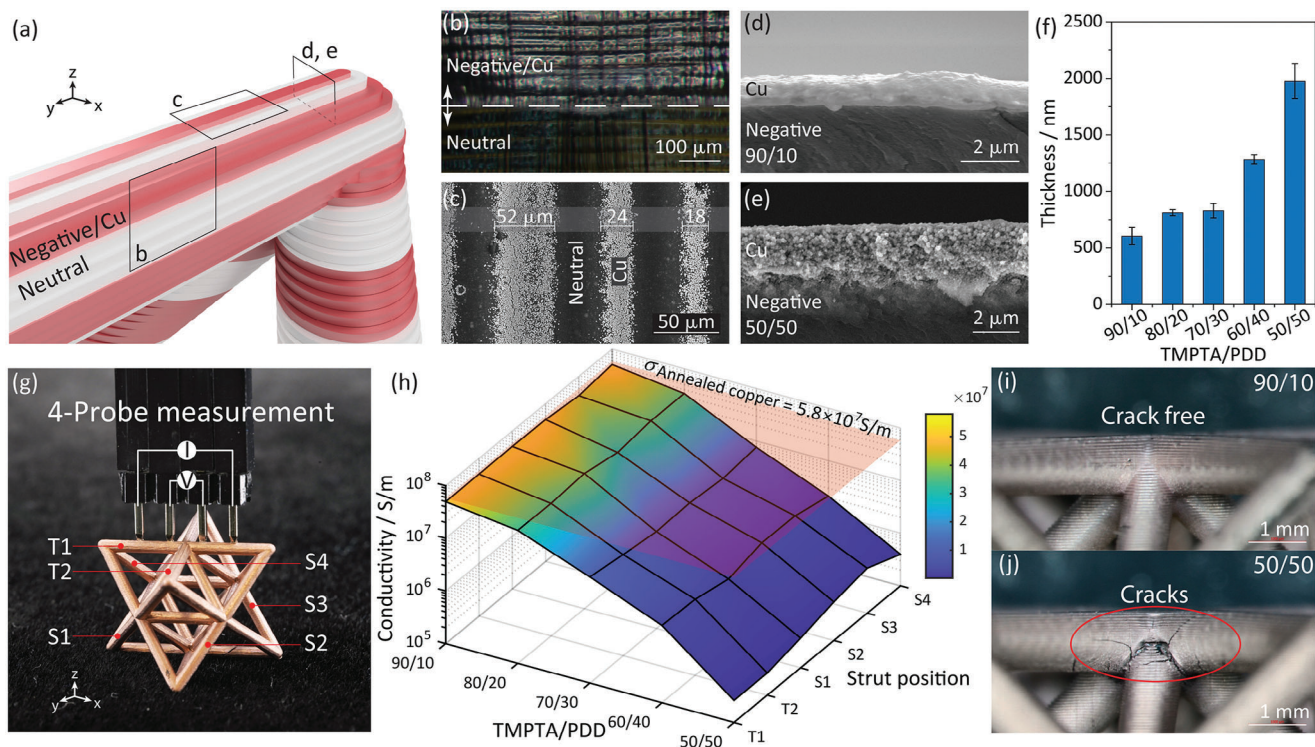 (a)
z
y
x
d, e
c
Negative/Cu
b
Neutral
(b)
Negative/Cu
Neutral
100 μm
(c)
52 μm
24
18
Neutral
Cu
50 μm
(d)
Cu
Negative
90/10
2 μm
(e)
Cu
Negative
50/50
2 μm
(f)
Thickness / nm
2500
2000
1500
1000
500
0
90/10
80/20
70/30
60/40
50/50
TMPTA/PDD
(g)
4-Probe measurement
I
V
T1
T2
S4
S3
S1
S2
z
y
x
(h)
σ Annealed copper = 5.8×10⁷S/m
×10⁷
5
4
3
2
1
Conductivity / S/m
10⁸
10⁷
10⁶
10⁵
90/10
80/20
70/30
60/40
50/50
TMPTA/PDD
T1
T2
S1
S2
S3
S4
Strut position
(i)
90/10
Crack free
1 mm
(j)
50/50
Cracks
1 mm